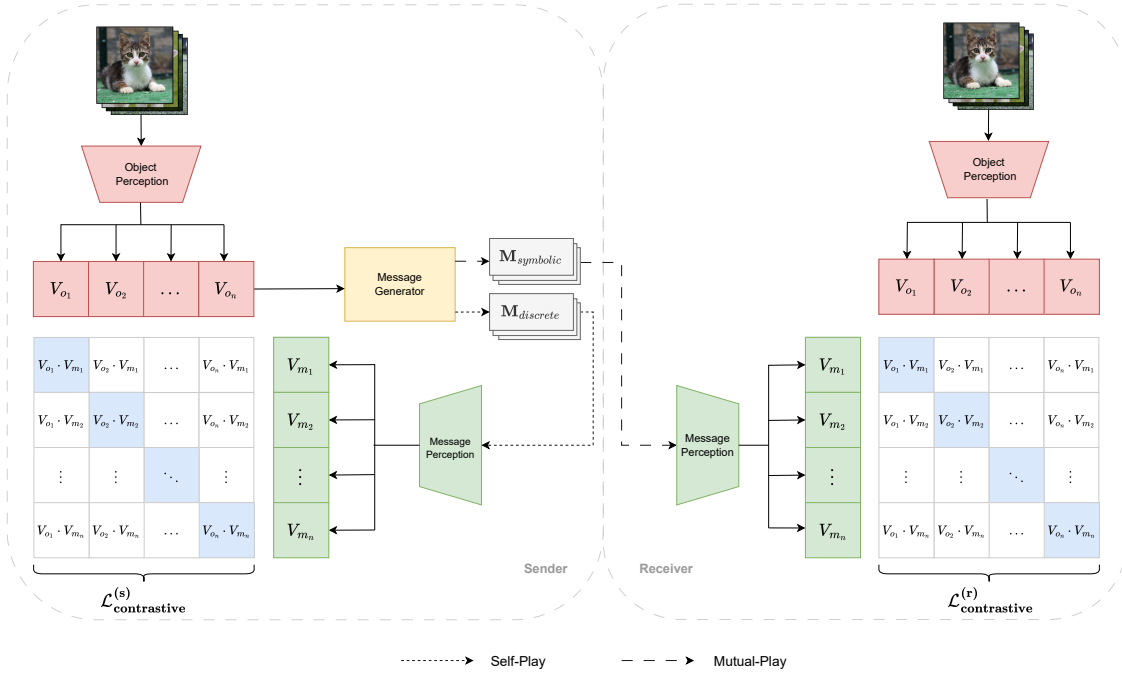 Object
Perception
V_{o_1} V_{o_2} . . . V_{o_n}
Message
Generator
M_{symbolic}
M_{discrete}
V_{o_1} · V_{m_1} V_{o_2} · V_{m_1} . . . V_{o_n} · V_{m_1}
V_{o_1} · V_{m_2} V_{o_2} · V_{m_2} . . . V_{o_n} · V_{m_2}
⋮ ⋮ ⋱ ⋮
V_{o_1} · V_{m_n} V_{o_2} · V_{m_n} . . . V_{o_n} · V_{m_n}
V_{m_1}
V_{m_2}
⋮
V_{m_n}
Message
Perception
Sender
ℒ^{(s)}_{contrastive}
Object
Perception
V_{o_1} V_{o_2} . . . V_{o_n}
Message
Perception
V_{m_1}
V_{m_2}
⋮
V_{m_n}
V_{o_1} · V_{m_1} V_{o_2} · V_{m_1} . . . V_{o_n} · V_{m_1}
V_{o_1} · V_{m_2} V_{o_2} · V_{m_2} . . . V_{o_n} · V_{m_2}
⋮ ⋮ ⋱ ⋮
V_{o_1} · V_{m_n} V_{o_2} · V_{m_n} . . . V_{o_n} · V_{m_n}
Receiver
ℒ^{(r)}_{contrastive}
Self-Play
Mutual-Play